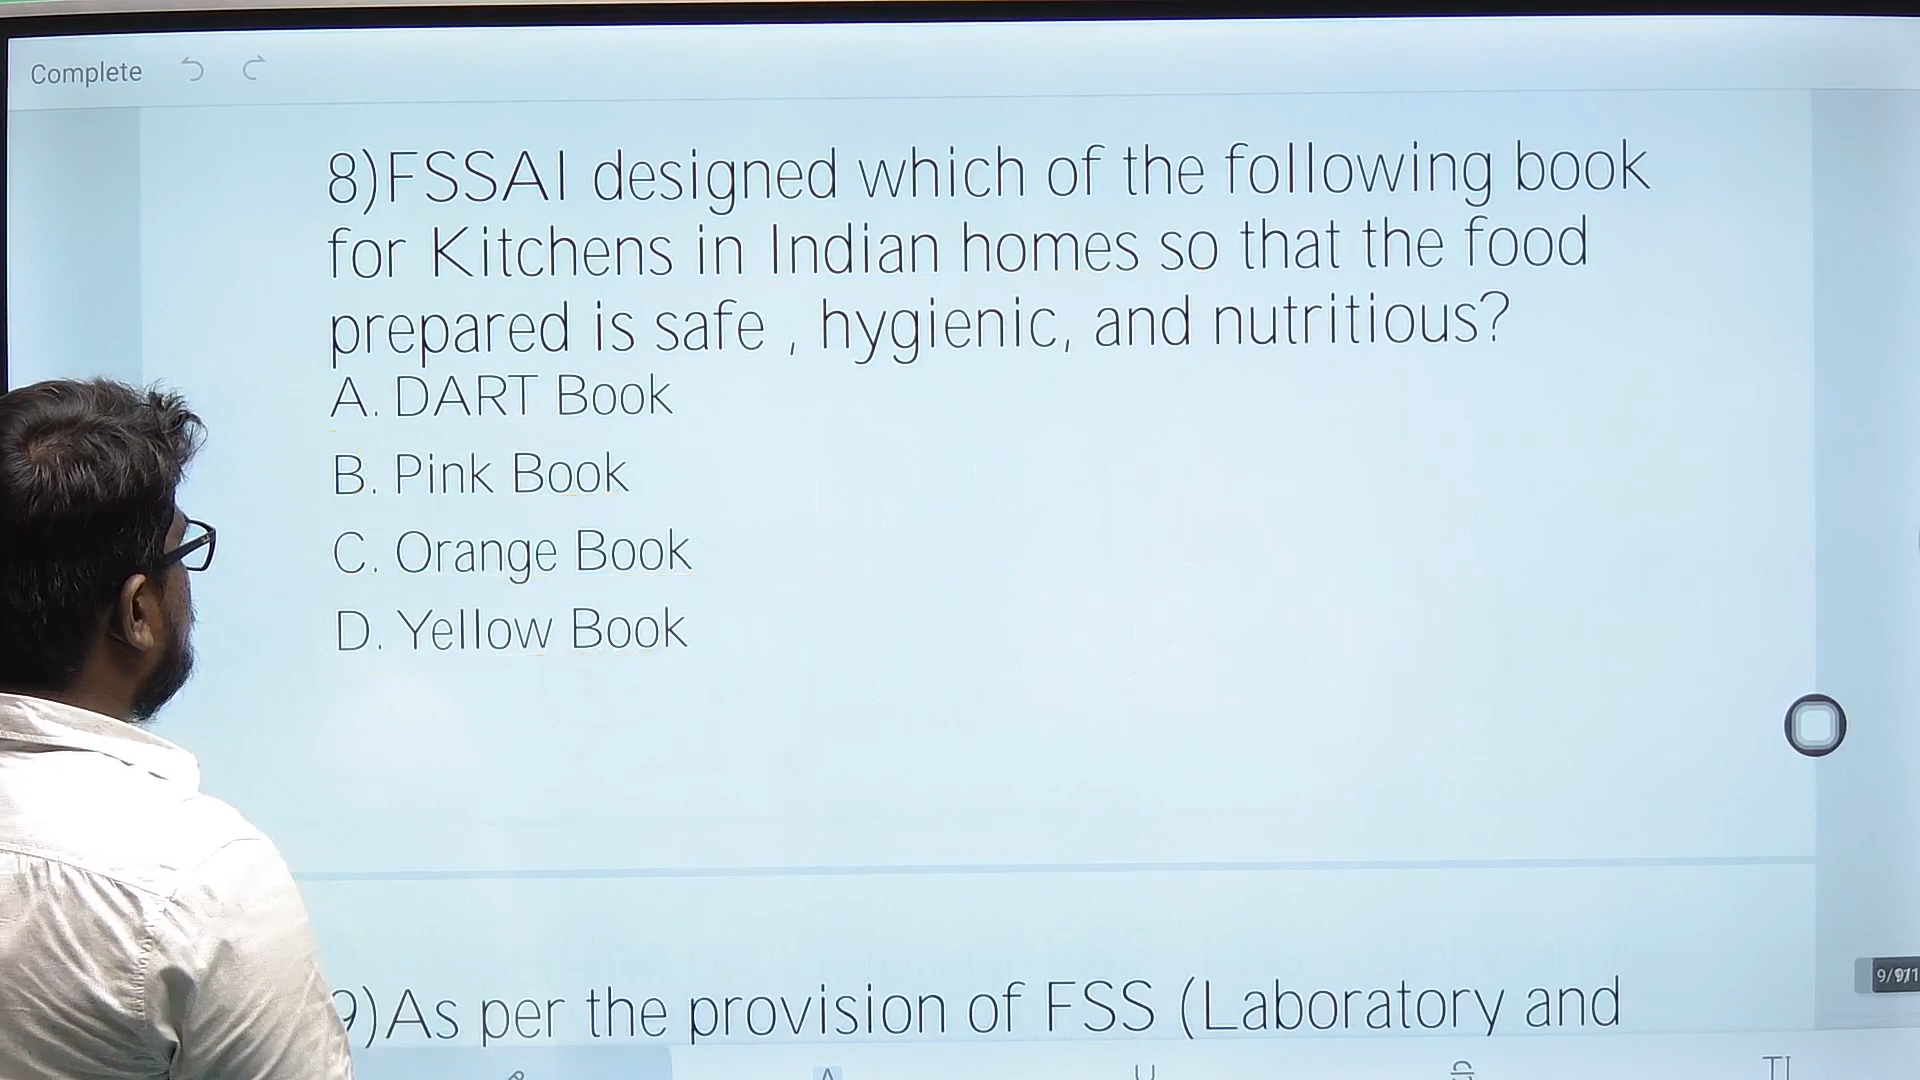 Complete
8)FSSAI designed which of the following book
for Kitchens in Indian homes so that the food
prepared is safe , hygienic, and nutritious?
A. DART Book
B. Pink Book
C. Orange Book
D. Yellow Book
9)As per the provision of FSS (Laboratory and